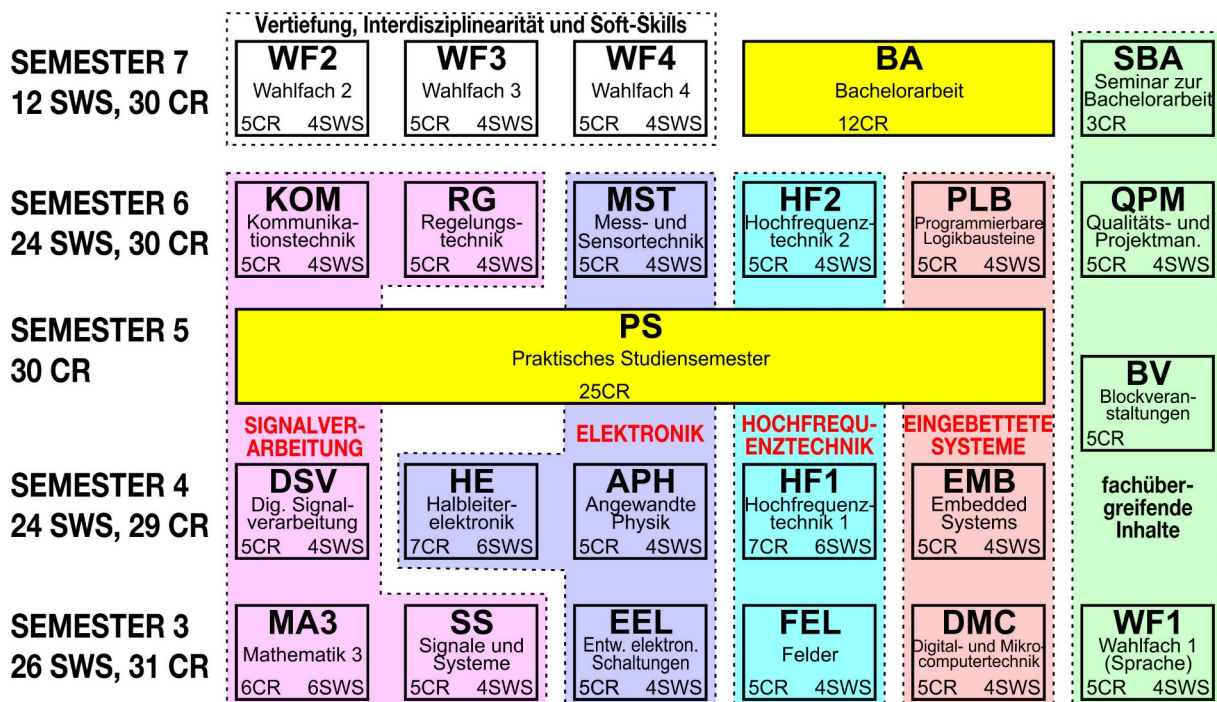 Vertiefung, Interdisziplinearität und Soft-Skills
SEMESTER 7
12 SWS, 30 CR
WF2
Wahlfach 2
5CR 4SWS
WF3
Wahlfach 3
5CR 4SWS
WF4
Wahlfach 4
5CR 4SWS
BA
Bachelorarbeit
12CR
SBA
Seminar zur
Bachelorarbeit
3CR
SEMESTER 6
24 SWS, 30 CR
KOM
Kommunika-
tionstechnik
5CR 4SWS
RG
Regelungs-
technik
5CR 4SWS
MST
Mess- und
Sensortechnik
5CR 4SWS
HF2
Hochfrequenz-
technik 2
5CR 4SWS
PLB
Programmierbare
Logikbausteine
5CR 4SWS
QPM
Qualitäts- und
Projektman.
5CR 4SWS
SEMESTER 5
30 CR
PS
Praktisches Studiensemester
25CR
BV
Blockveran-
staltungen
5CR
SIGNALVER-
ARBEITUNG
ELEKTRONIK
HOCHFREQU-
ENZTECHNIK
EINGEBETTETE
SYSTEME
SEMESTER 4
24 SWS, 29 CR
DSV
Dig. Signal-
verarbeitung
5CR 4SWS
HE
Halbleiter-
elektronik
7CR 6SWS
APH
Angewandte
Physik
5CR 4SWS
HF1
Hochfrequenz-
technik 1
7CR 6SWS
EMB
Embedded
Systems
5CR 4SWS
fachüber-
greifende
Inhalte
SEMESTER 3
26 SWS, 31 CR
MA3
Mathematik 3
6CR 6SWS
SS
Signale und
Systeme
5CR 4SWS
EEL
Entw. elektron.
Schaltungen
5CR 4SWS
FEL
Felder
5CR 4SWS
DMC
Digital- und Mikro-
computertechnik
5CR 4SWS
WF1
Wahlfach 1
(Sprache)
5CR 4SWS